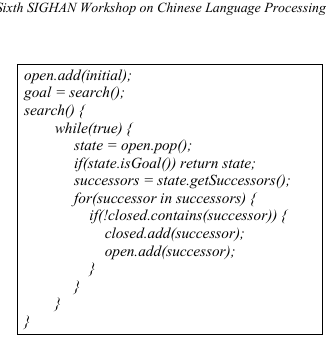 Sixth SIGHAN Workshop on Chinese Language Processing
open.add(initial);
goal = search();
search() {
while(true) {
state = open.pop();
if(state.isGoal()) return state;
successors = state.getSuccessors();
for(successor in successors) {
if(!closed.contains(successor)) {
closed.add(successor);
open.add(successor);
}
}
}
}